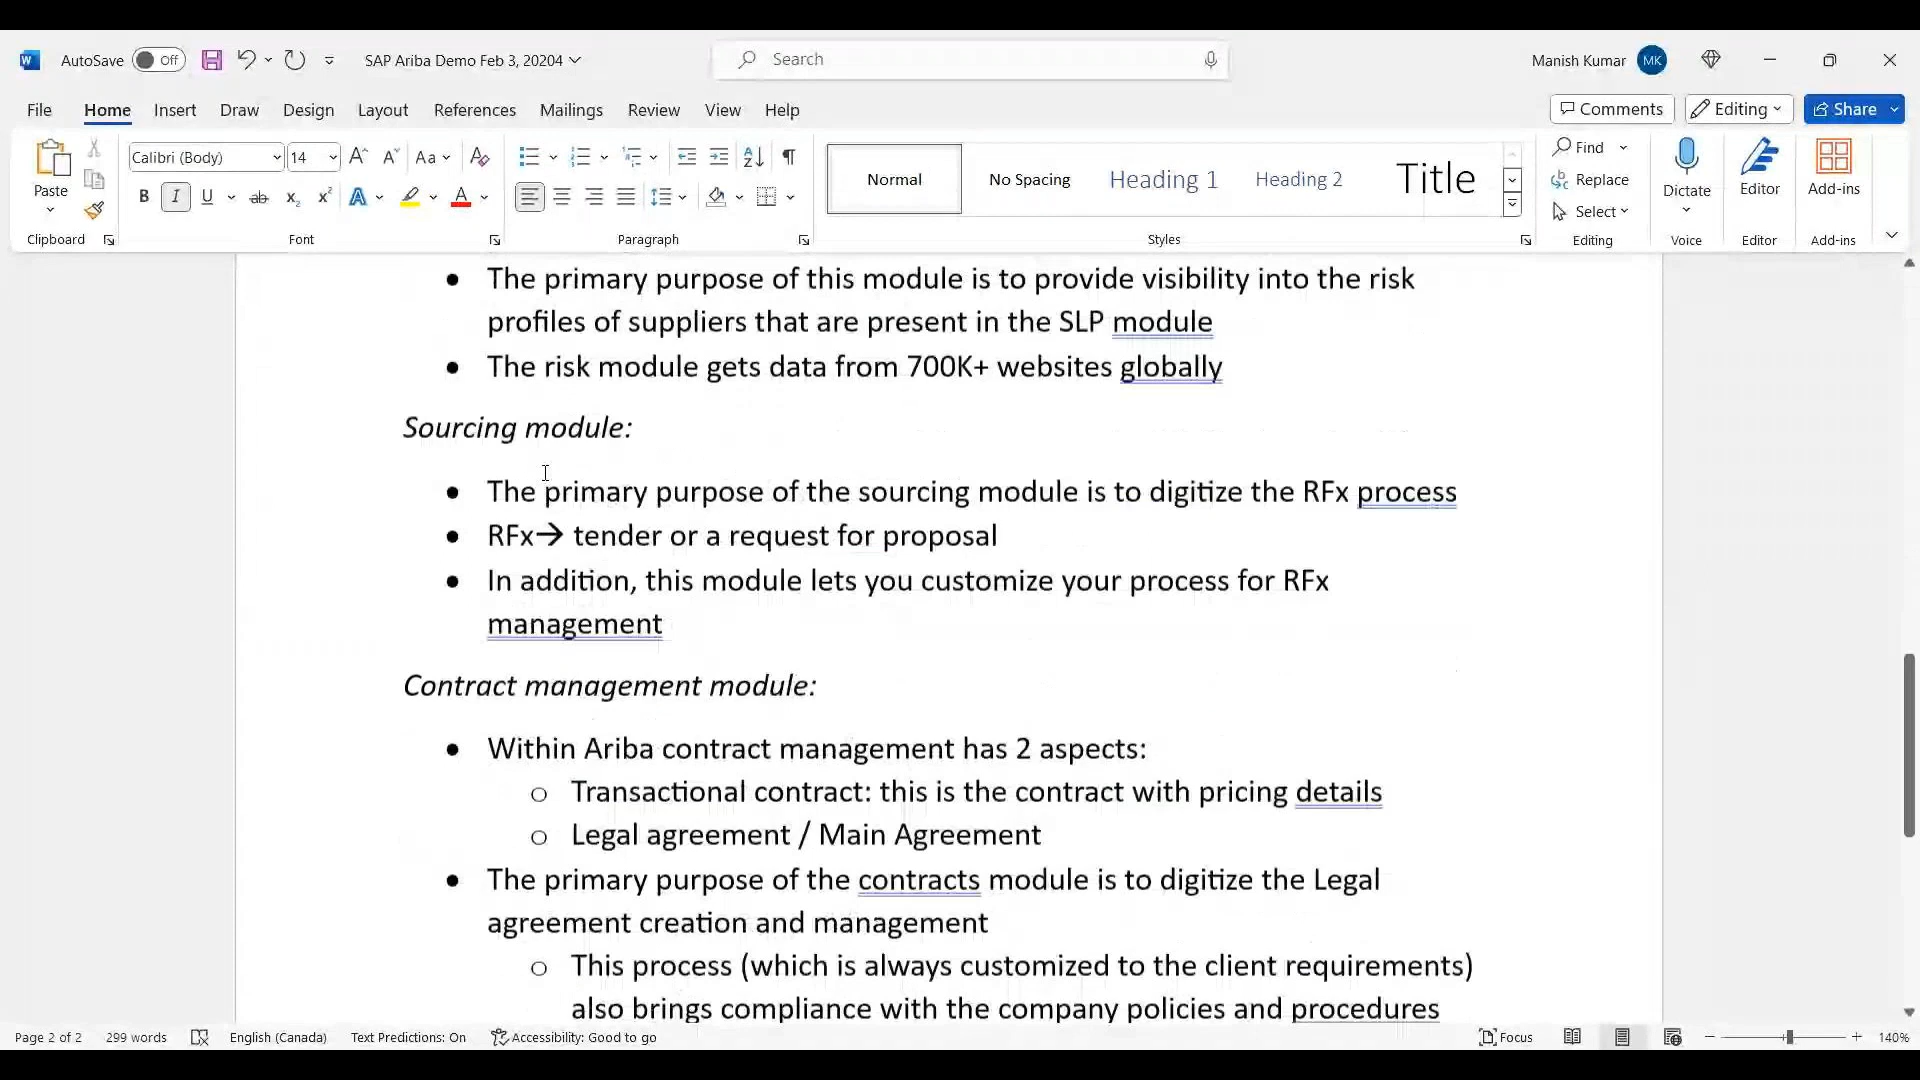 AutoSave Off SAP Ariba Demo Feb 3, 20204 Search Manish Kumar MK
File Home Insert Draw Design Layout References Mailings Review View Help Comments Editing Share
Paste Calibri (Body) 14 Aa Normal No Spacing Heading 1 Heading 2 Title Find Replace Select Dictate Editor Add-ins
B I U ab x₂ x² A A
Clipboard Font Paragraph Styles Editing Voice Editor Add-ins
• The primary purpose of this module is to provide visibility into the risk
profiles of suppliers that are present in the SLP module
• The risk module gets data from 700K+ websites globally
Sourcing module:
• The primary purpose of the sourcing module is to digitize the RFx process
• RFx→ tender or a request for proposal
• In addition, this module lets you customize your process for RFx
management
Contract management module:
• Within Ariba contract management has 2 aspects:
o Transactional contract: this is the contract with pricing details
o Legal agreement / Main Agreement
• The primary purpose of the contracts module is to digitize the Legal
agreement creation and management
o This process (which is always customized to the client requirements)
also brings compliance with the company policies and procedures
Page 2 of 2 299 words English (Canada) Text Predictions: On Accessibility: Good to go Focus 140%